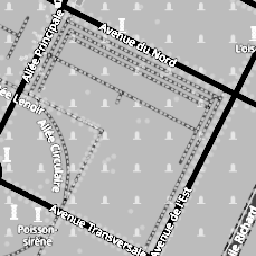 Avenue du Nord
Allée Principale
Allée Circulaire
Avenue Transversale
Avenue de l'Est
Poisson-
sirène